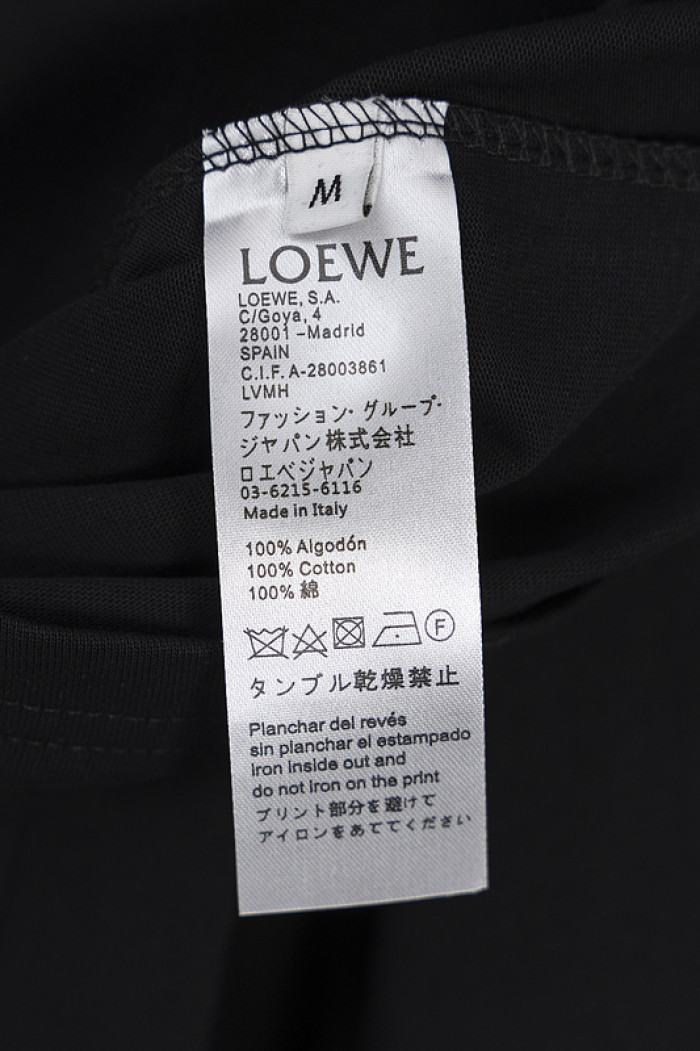 M
LOEWE
LOEWE, S.A.
C/Goya, 4
28001 –Madrid
SPAIN
C.I.F. A-28003861
LVMH
ファッション・グループ・
ジャパン株式会社
ロエベジャパン
03-6215-6116
Made in Italy
100% Algodón
100% Cotton
100% 綿
F
タンブル乾燥禁止
Planchar del revés
sin planchar el estampado
iron inside out and
do not iron on the print
プリント部分を避けて
アイロンをあててください